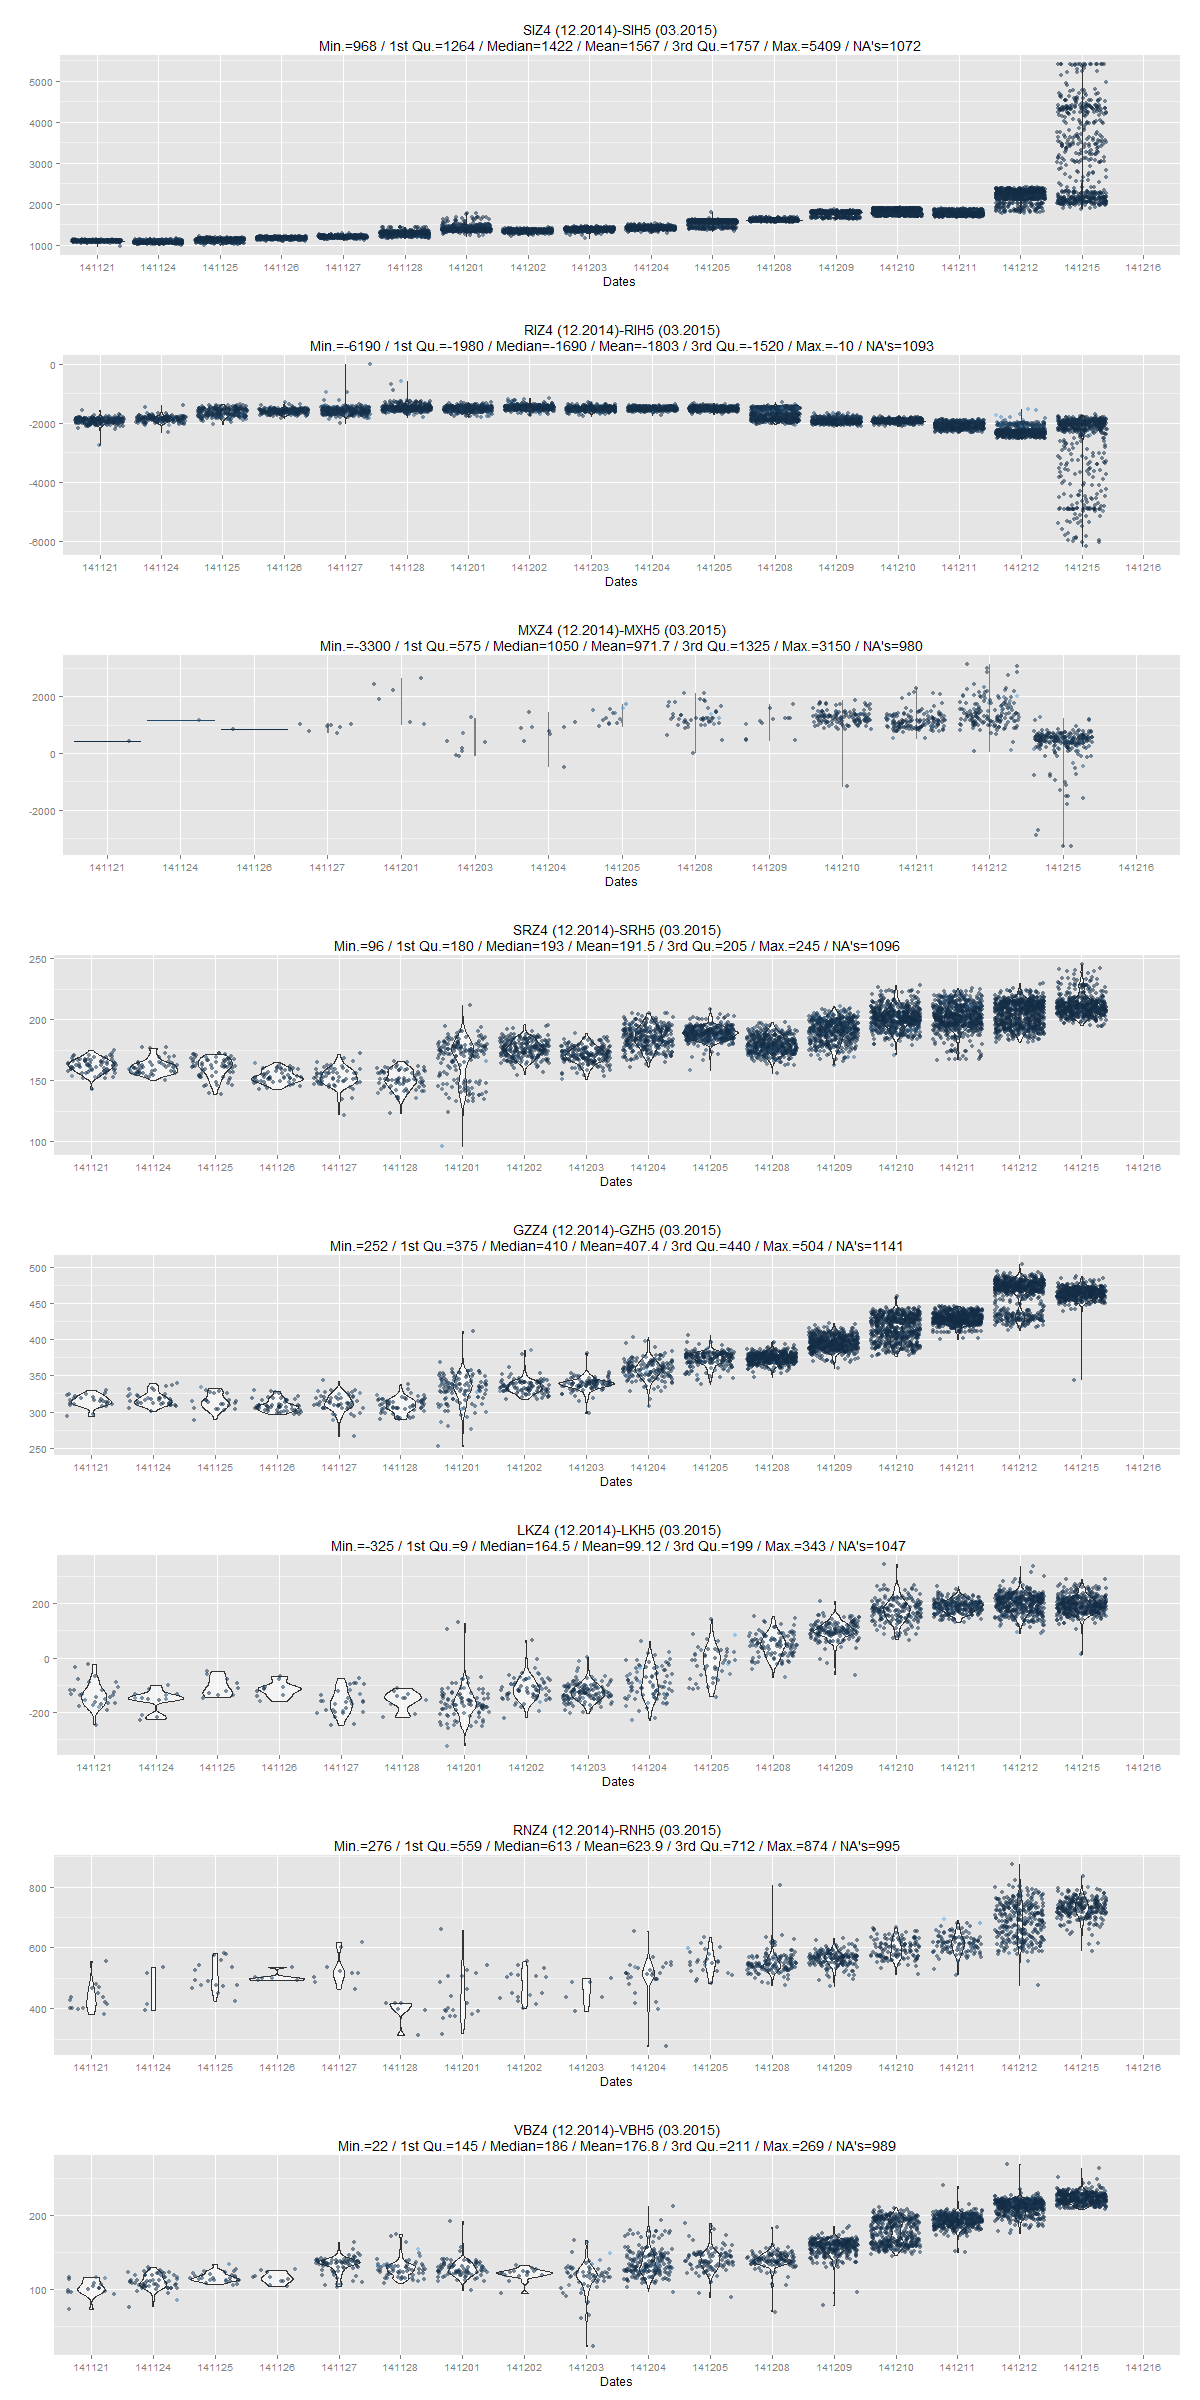 SIZ4 (12.2014)-SIH5 (03.2015)
Min.=968 / 1st Qu.=1264 / Median=1422 / Mean=1567 / 3rd Qu.=1757 / Max.=5409 / NA's=1072
5000
4000
3000
2000
1000
141121 141124 141125 141126 141127 141128 141201 141202 141203 141204 141205 141208 141209 141210 141211 141212 141215 141216
Dates
RIZ4 (12.2014)-RIH5 (03.2015)
Min.=-6190 / 1st Qu.=-1980 / Median=-1690 / Mean=-1803 / 3rd Qu.=-1520 / Max.=-10 / NA's=1093
0
-2000
-4000
-6000
141121 141124 141125 141126 141127 141128 141201 141202 141203 141204 141205 141208 141209 141210 141211 141212 141215 141216
Dates
MXZ4 (12.2014)-MXH5 (03.2015)
Min.=-3300 / 1st Qu.=575 / Median=1050 / Mean=971.7 / 3rd Qu.=1325 / Max.=3150 / NA's=980
2000
0
-2000
141121 141124 141126 141127 141201 141203 141204 141205 141208 141209 141210 141211 141212 141215 141216
Dates
SRZ4 (12.2014)-SRH5 (03.2015)
Min.=96 / 1st Qu.=180 / Median=193 / Mean=191.5 / 3rd Qu.=205 / Max.=245 / NA's=1096
250
200
150
100
141121 141124 141125 141126 141127 141128 141201 141202 141203 141204 141205 141208 141209 141210 141211 141212 141215 141216
Dates
GZZ4 (12.2014)-GZH5 (03.2015)
Min.=252 / 1st Qu.=375 / Median=410 / Mean=407.4 / 3rd Qu.=440 / Max.=504 / NA's=1141
500
450
400
350
300
250
141121 141124 141125 141126 141127 141128 141201 141202 141203 141204 141205 141208 141209 141210 141211 141212 141215 141216
Dates
LKZ4 (12.2014)-LKH5 (03.2015)
Min.=-325 / 1st Qu.=9 / Median=164.5 / Mean=99.12 / 3rd Qu.=199 / Max.=343 / NA's=1047
200
0
-200
141121 141124 141125 141126 141127 141128 141201 141202 141203 141204 141205 141208 141209 141210 141211 141212 141215 141216
Dates
RNZ4 (12.2014)-RNH5 (03.2015)
Min.=276 / 1st Qu.=559 / Median=613 / Mean=623.9 / 3rd Qu.=712 / Max.=874 / NA's=995
800
600
400
141121 141124 141125 141126 141127 141128 141201 141202 141203 141204 141205 141208 141209 141210 141211 141212 141215 141216
Dates
VBZ4 (12.2014)-VBH5 (03.2015)
Min.=22 / 1st Qu.=145 / Median=186 / Mean=176.8 / 3rd Qu.=211 / Max.=269 / NA's=989
200
100
141121 141124 141125 141126 141127 141128 141201 141202 141203 141204 141205 141208 141209 141210 141211 141212 141215 141216
Dates